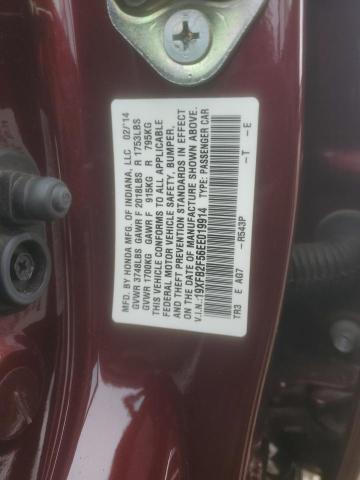 MFD. BY HONDA MFG. OF INDIANA, LLC 02/14
GVWR 3748LBS GAWR F 2018LBS R 1753LBS
GVWR 1700KG GAWR F 915KG R 795KG
THIS VEHICLE CONFORMS TO ALL APPLICABLE
FEDERAL MOTOR VEHICLE SAFETY, BUMPER,
AND THEFT PREVENTION STANDARDS IN EFFECT
ON THE DATE OF MANUFACTURE SHOWN ABOVE.
V.I.N.:19XFB2F56EE019914 TYPE: PASSENGER CAR
TR3 E AG7 -R543P -T -E